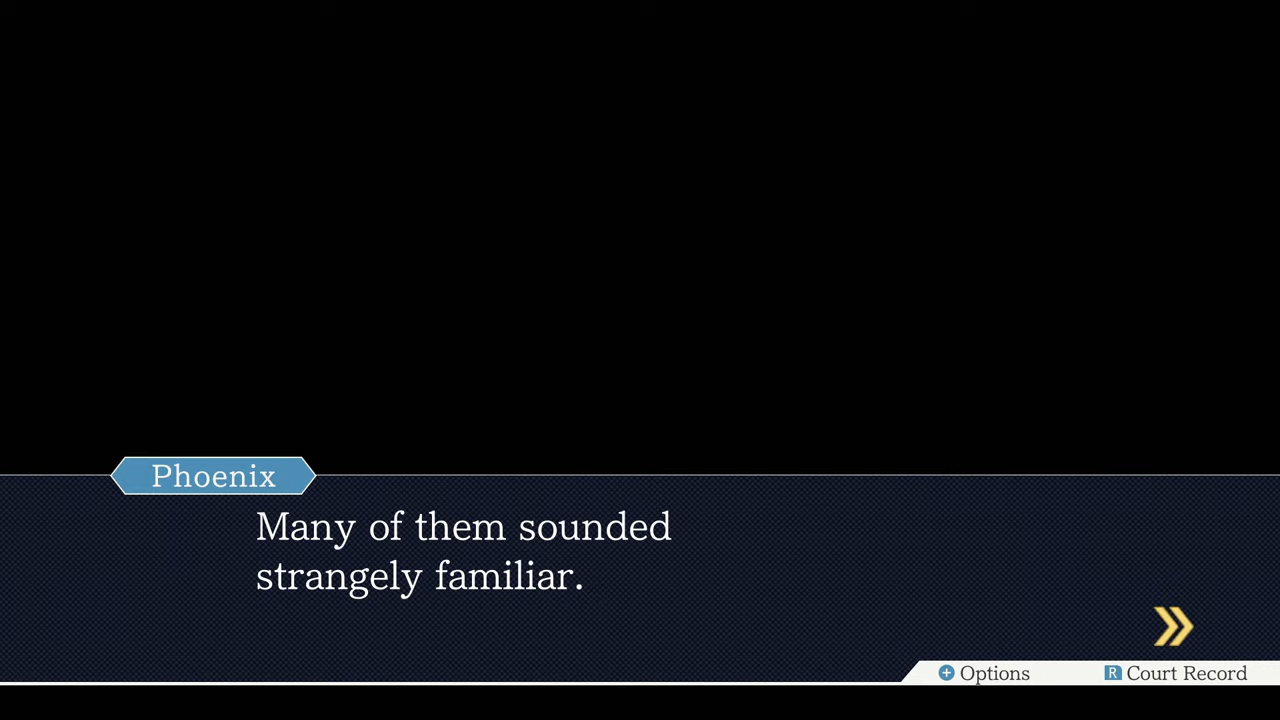 Phoenix
Many of them sounded
strangely familiar.
+ Options
R Court Record